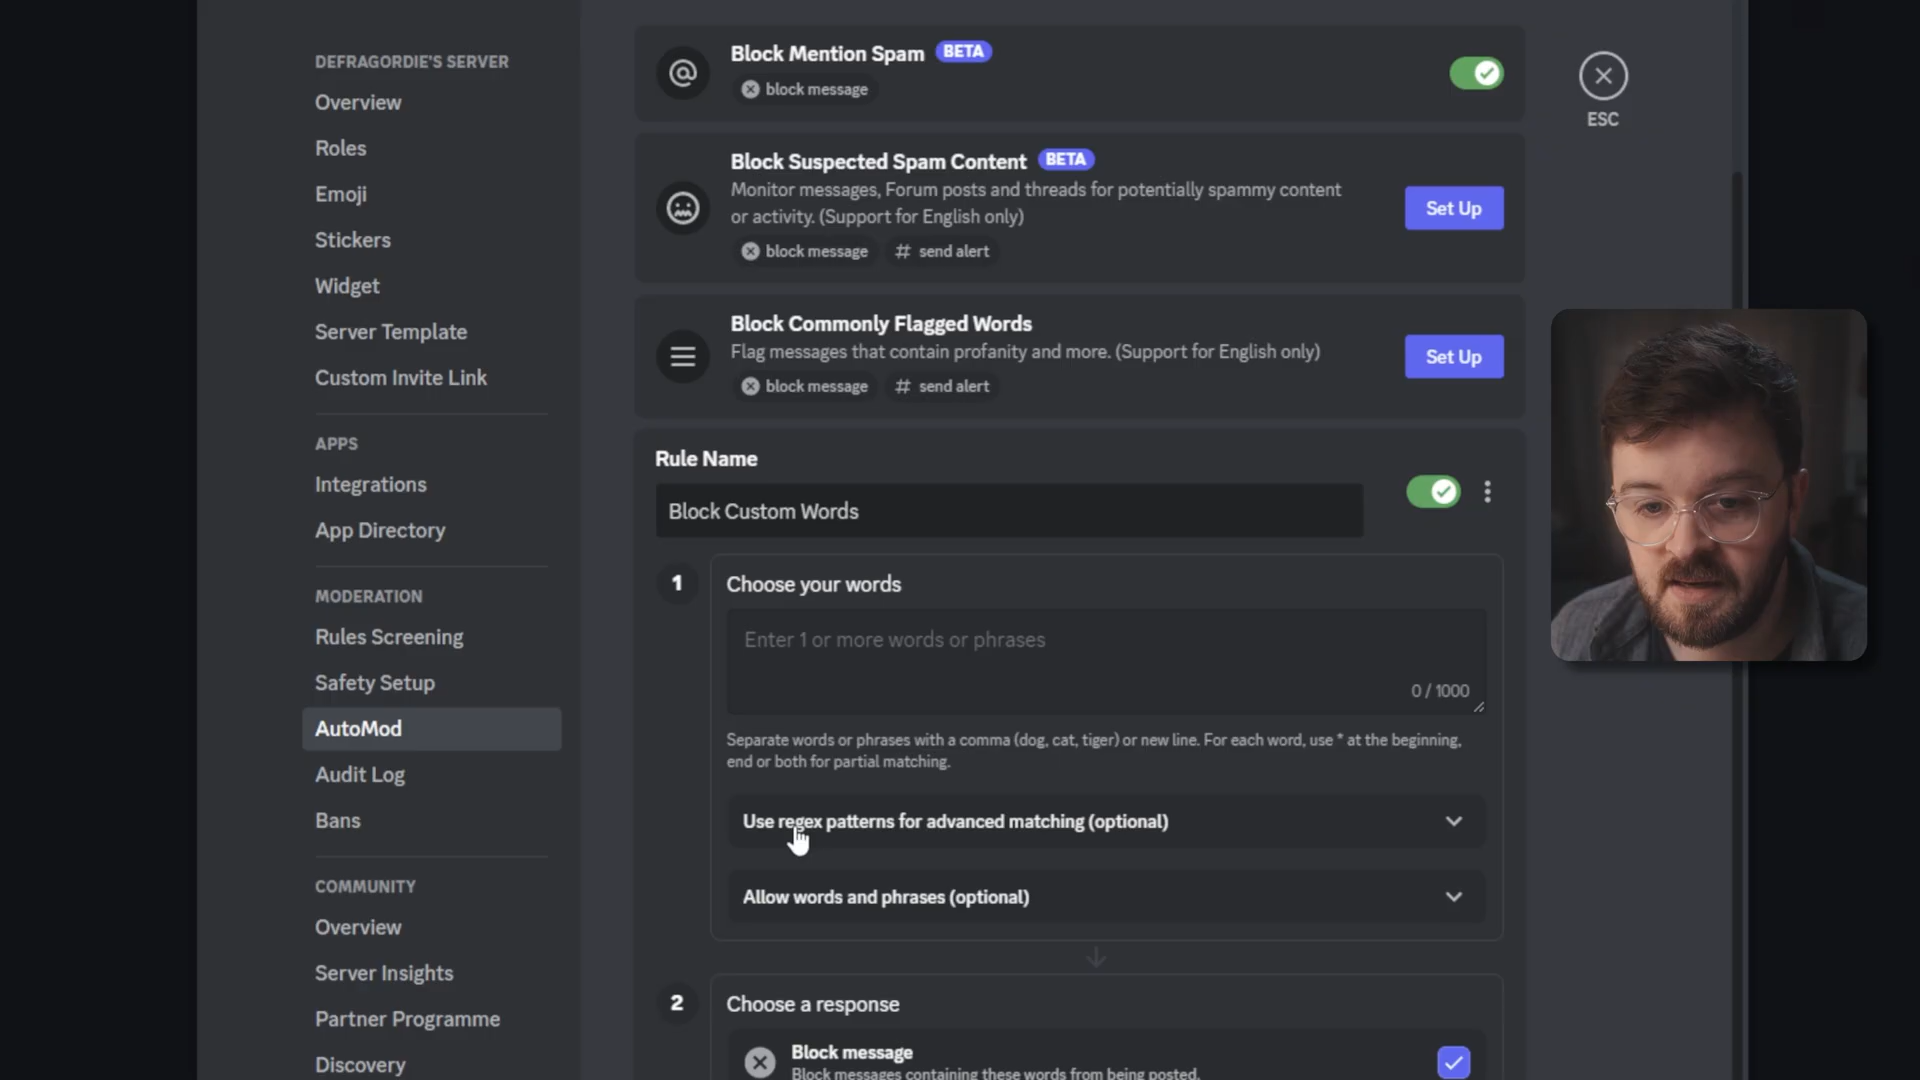 DEFRAGORDIE'S SERVER
Overview
Roles
Emoji
Stickers
Widget
Server Template
Custom Invite Link
APPS
Integrations
App Directory
MODERATION
Rules Screening
Safety Setup
AutoMod
Audit Log
Bans
COMMUNITY
Overview
Server Insights
Partner Programme
Discovery
Block Mention Spam BETA
block message
Block Suspected Spam Content BETA
Monitor messages, Forum posts and threads for potentially spammy content
or activity. (Support for English only)
block message # send alert
Set Up
Block Commonly Flagged Words
Flag messages that contain profanity and more. (Support for English only)
block message # send alert
Set Up
Rule Name
Block Custom Words
1 Choose your words
Enter 1 or more words or phrases
0 / 1000
Separate words or phrases with a comma (dog, cat, tiger) or new line. For each word, use * at the beginning,
end or both for partial matching.
Use regex patterns for advanced matching (optional)
Allow words and phrases (optional)
2 Choose a response
Block message
Block messages containing these words from being posted.
ESC